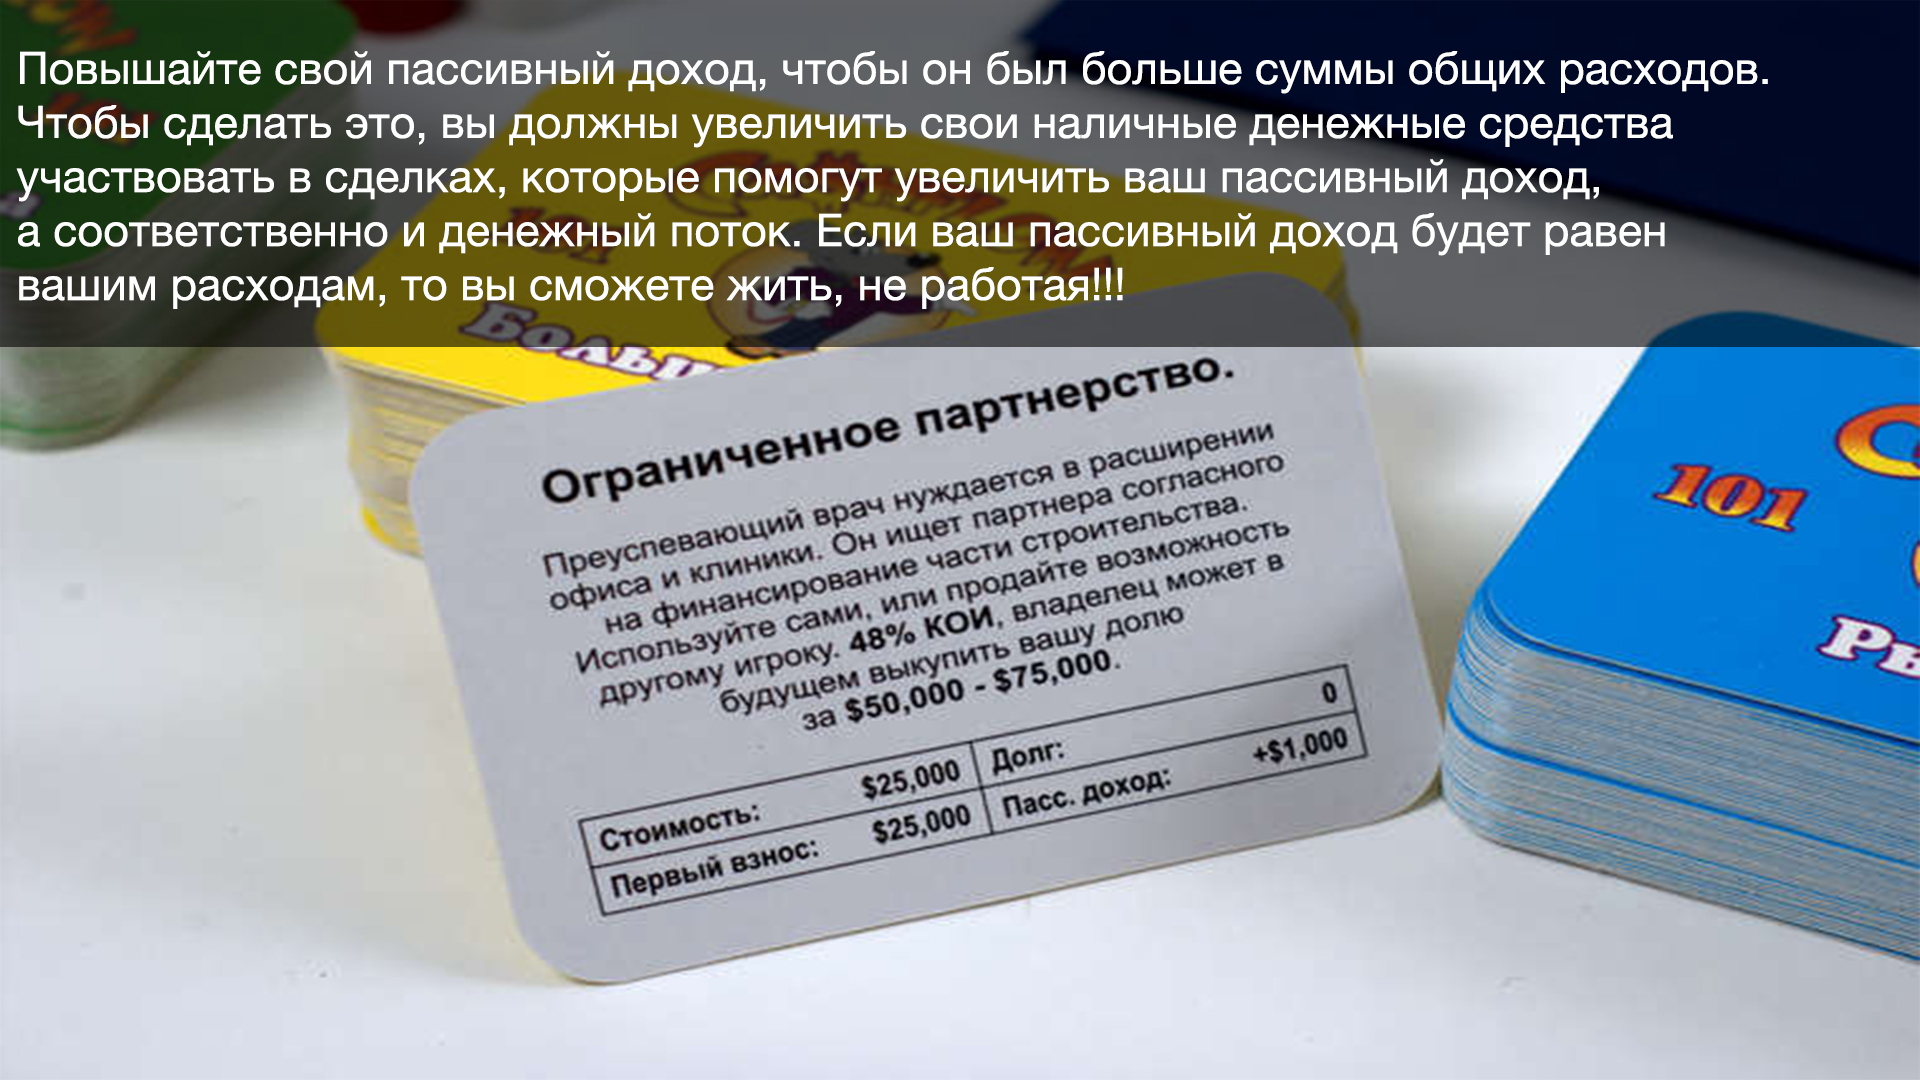 Повышайте свой пассивный доход, чтобы он был больше суммы общих расходов.
Чтобы сделать это, вы должны увеличить свои наличные денежные средства
участвовать в сделках, которые помогут увеличить ваш пассивный доход,
а соответственно и денежный поток. Если ваш пассивный доход будет равен
вашим расходам, то вы сможете жить, не работая!!!
101
Ограниченное партнерство.
Преуспевающий врач нуждается в расширении
офиса и клиники. Он ищет партнера согласного
на финансирование части строительства.
Используйте сами, или продайте возможность
другому игроку. 48% КОИ, владелец может в
будущем выкупить вашу долю
за $50,000 - $75,000.
Стоимость: $25,000 Долг: 0
Первый взнос: $25,000 Пасс. доход: +$1,000
101